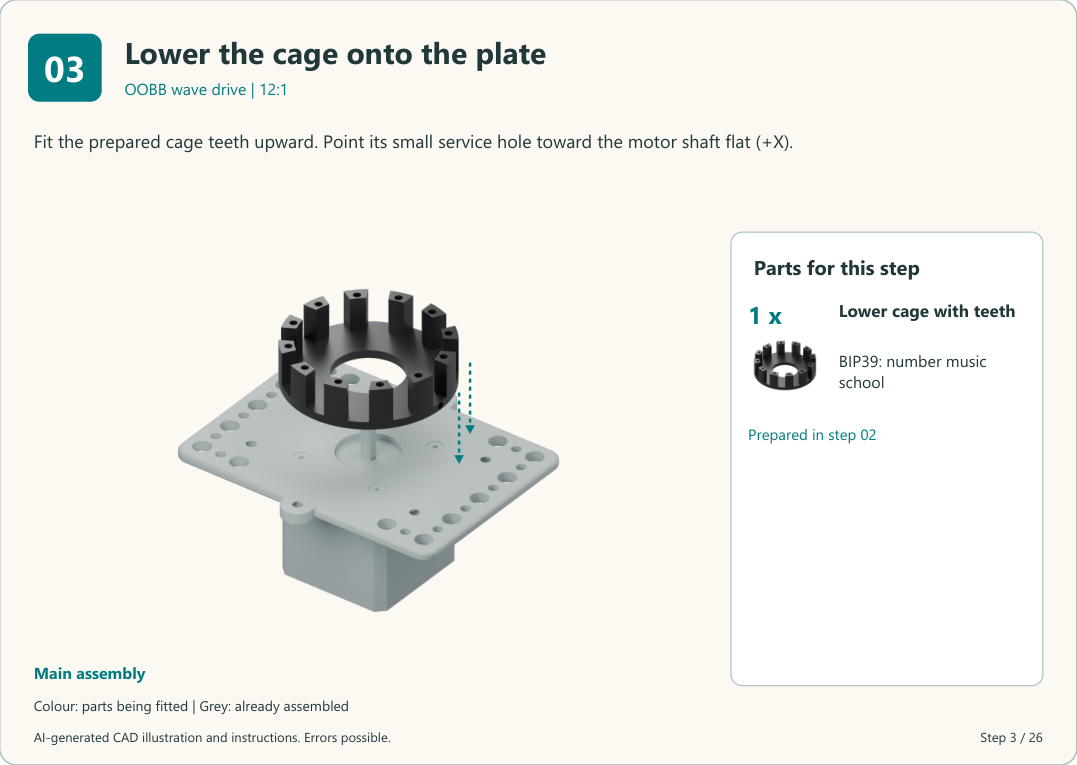 03
Lower the cage onto the plate
OOBB wave drive | 12:1
Fit the prepared cage teeth upward. Point its small service hole toward the motor shaft flat (+X).
Parts for this step
1 x
Lower cage with teeth
BIP39: number music
school
Prepared in step 02
Main assembly
Colour: parts being fitted | Grey: already assembled
AI-generated CAD illustration and instructions. Errors possible.
Step 3 / 26